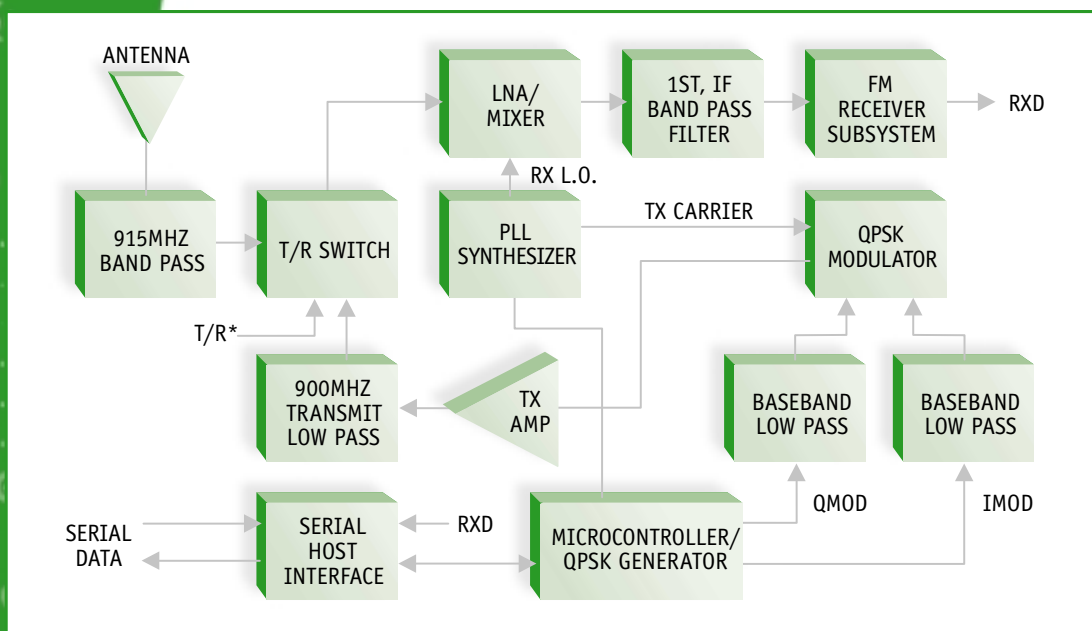 ANTENNA
LNA/
MIXER
1ST, IF
BAND PASS
FILTER
FM
RECEIVER
SUBSYSTEM
RXD
RX L.O.
915MHZ
BAND PASS
T/R SWITCH
PLL
SYNTHESIZER
TX CARRIER
QPSK
MODULATOR
T/R*
900MHZ
TRANSMIT
LOW PASS
TX
AMP
BASEBAND
LOW PASS
BASEBAND
LOW PASS
QMOD
IMOD
SERIAL
DATA
SERIAL
HOST
INTERFACE
RXD
MICROCONTROLLER/
QPSK GENERATOR